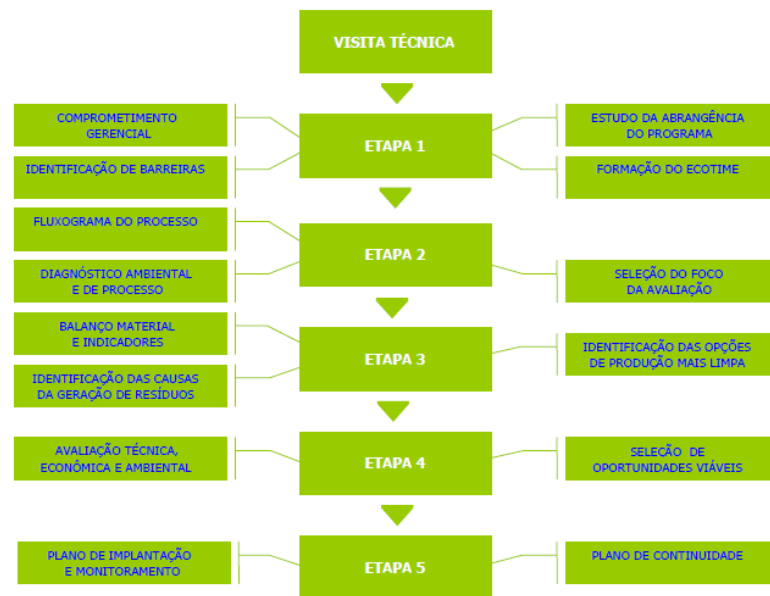 VISITA TÉCNICA
COMPROMETIMENTO
GERENCIAL
ESTUDO DA ABRANGÊNCIA
DO PROGRAMA
ETAPA 1
IDENTIFICAÇÃO DE BARREIRAS
FORMAÇÃO DO ECOTIME
FLUXOGRAMA DO PROCESSO
ETAPA 2
DIAGNÓSTICO AMBIENTAL
E DE PROCESSO
SELEÇÃO DO FOCO
DA AVALIAÇÃO
BALANÇO MATERIAL
E INDICADORES
ETAPA 3
IDENTIFICAÇÃO DAS OPÇÕES
DE PRODUÇÃO MAIS LIMPA
IDENTIFICAÇÃO DAS CAUSAS
DA GERAÇÃO DE RESÍDUOS
AVALIAÇÃO TÉCNICA,
ECONÔMICA E AMBIENTAL
ETAPA 4
SELEÇÃO DE
OPORTUNIDADES VIÁVEIS
PLANO DE IMPLANTAÇÃO
E MONITORAMENTO
ETAPA 5
PLANO DE CONTINUIDADE